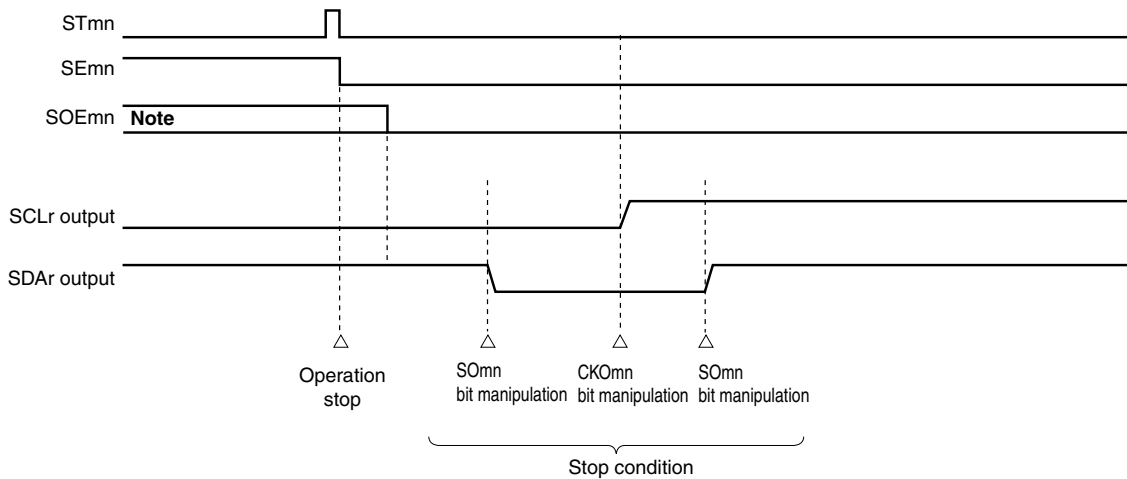 STmn
SEmn
SOEmn Note
SCLr output
SDAr output
Operation
stop
SOmn
bit manipulation
CKOmn
bit manipulation
SOmn
bit manipulation
Stop condition